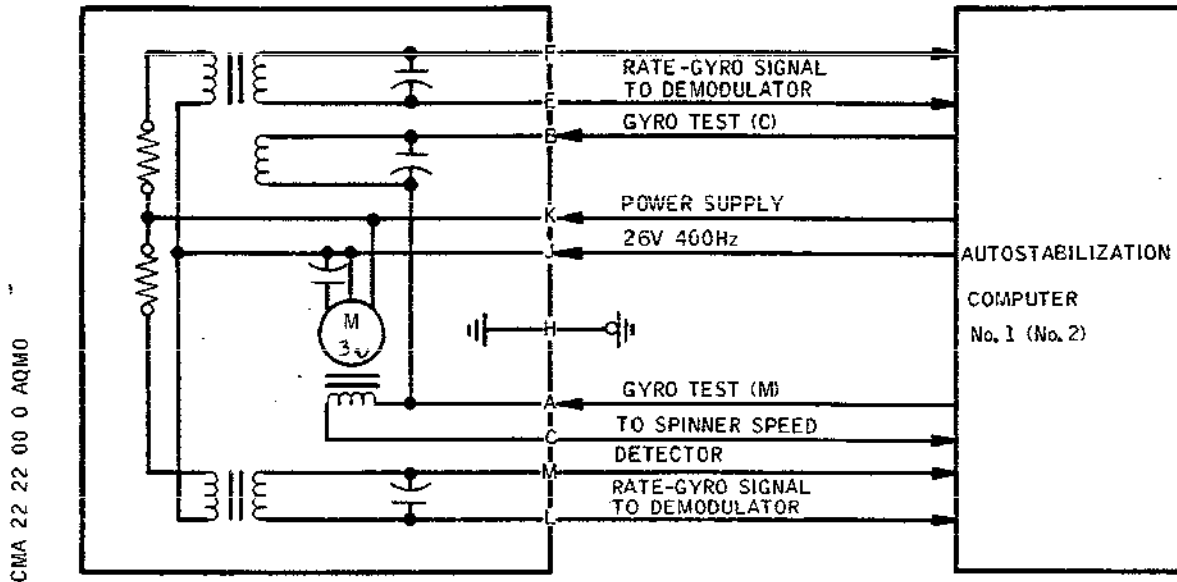 F
RATE-GYRO SIGNAL
TO DEMODULATOR
E
GYRO TEST (C)
B
POWER SUPPLY
K
26V 400Hz
J
AUTOSTABILIZATION
COMPUTER
No.1 (No.2)
M
3
H
GYRO TEST (M)
A
TO SPINNER SPEED
C
DETECTOR
M
RATE-GYRO SIGNAL
TO DEMODULATOR
L
CMA 22 22 00 0 AQM0